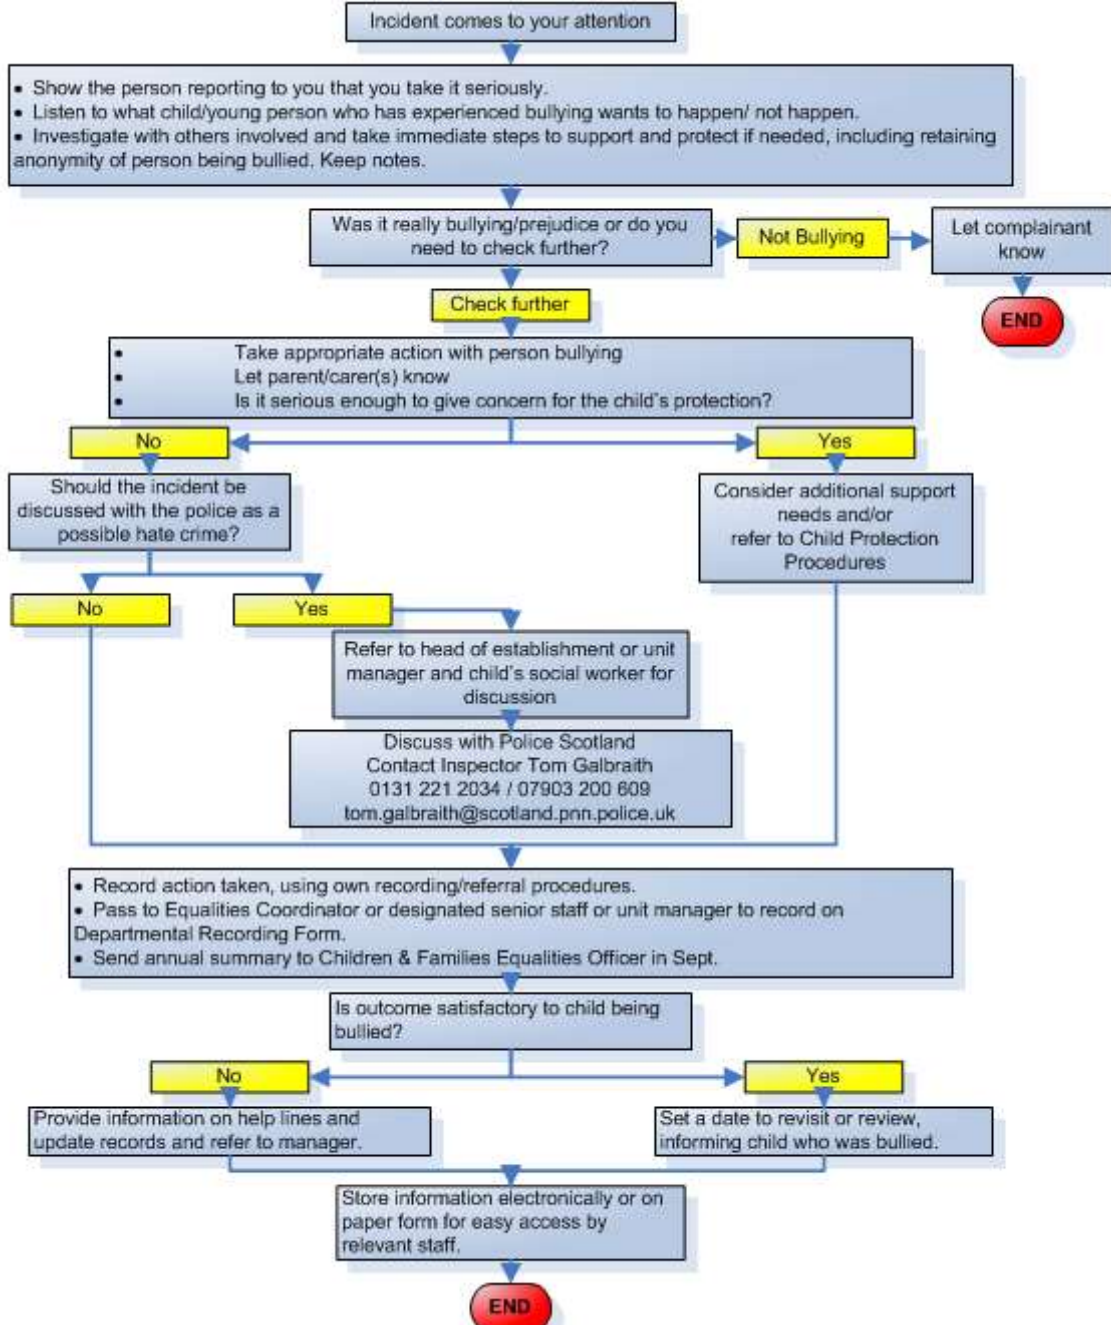 Incident comes to your attention
• Show the person reporting to you that you take it seriously.
• Listen to what child/young person who has experienced bullying wants to happen/ not happen.
• Investigate with others involved and take immediate steps to support and protect if needed, including retaining
anonymity of person being bullied. Keep notes.
Was it really bullying/prejudice or do you
need to check further?
Not Bullying
Let complainant
know
END
Check further
• Take appropriate action with person bullying
• Let parent/carer(s) know
• Is it serious enough to give concern for the child's protection?
No
Yes
Should the incident be
discussed with the police as a
possible hate crime?
Consider additional support
needs and/or
refer to Child Protection
Procedures
No
Yes
Refer to head of establishment or unit
manager and child's social worker for
discussion
Discuss with Police Scotland
Contact Inspector Tom Galbraith
0131 221 2034 / 07903 200 609
tom.galbraith@scotland.pnn.police.uk
• Record action taken, using own recording/referral procedures.
• Pass to Equalities Coordinator or designated senior staff or unit manager to record on
Departmental Recording Form.
• Send annual summary to Children & Families Equalities Officer in Sept.
Is outcome satisfactory to child being
bullied?
No
Yes
Provide information on help lines and
update records and refer to manager.
Set a date to revisit or review,
informing child who was bullied.
Store information electronically or on
paper form for easy access by
relevant staff.
END